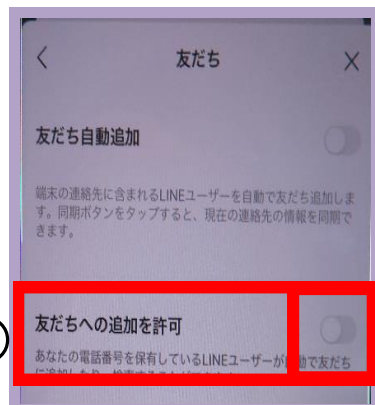 友だち
友だち自動追加
端末の連絡先に含まれるLINEユーザーを自動で友だち追加しま
す。同期ボタンをタップすると、現在の連絡先の情報を同期で
きます。
友だちへの追加を許可
あなたの電話番号を保有しているLINEユーザーが自動で友だち